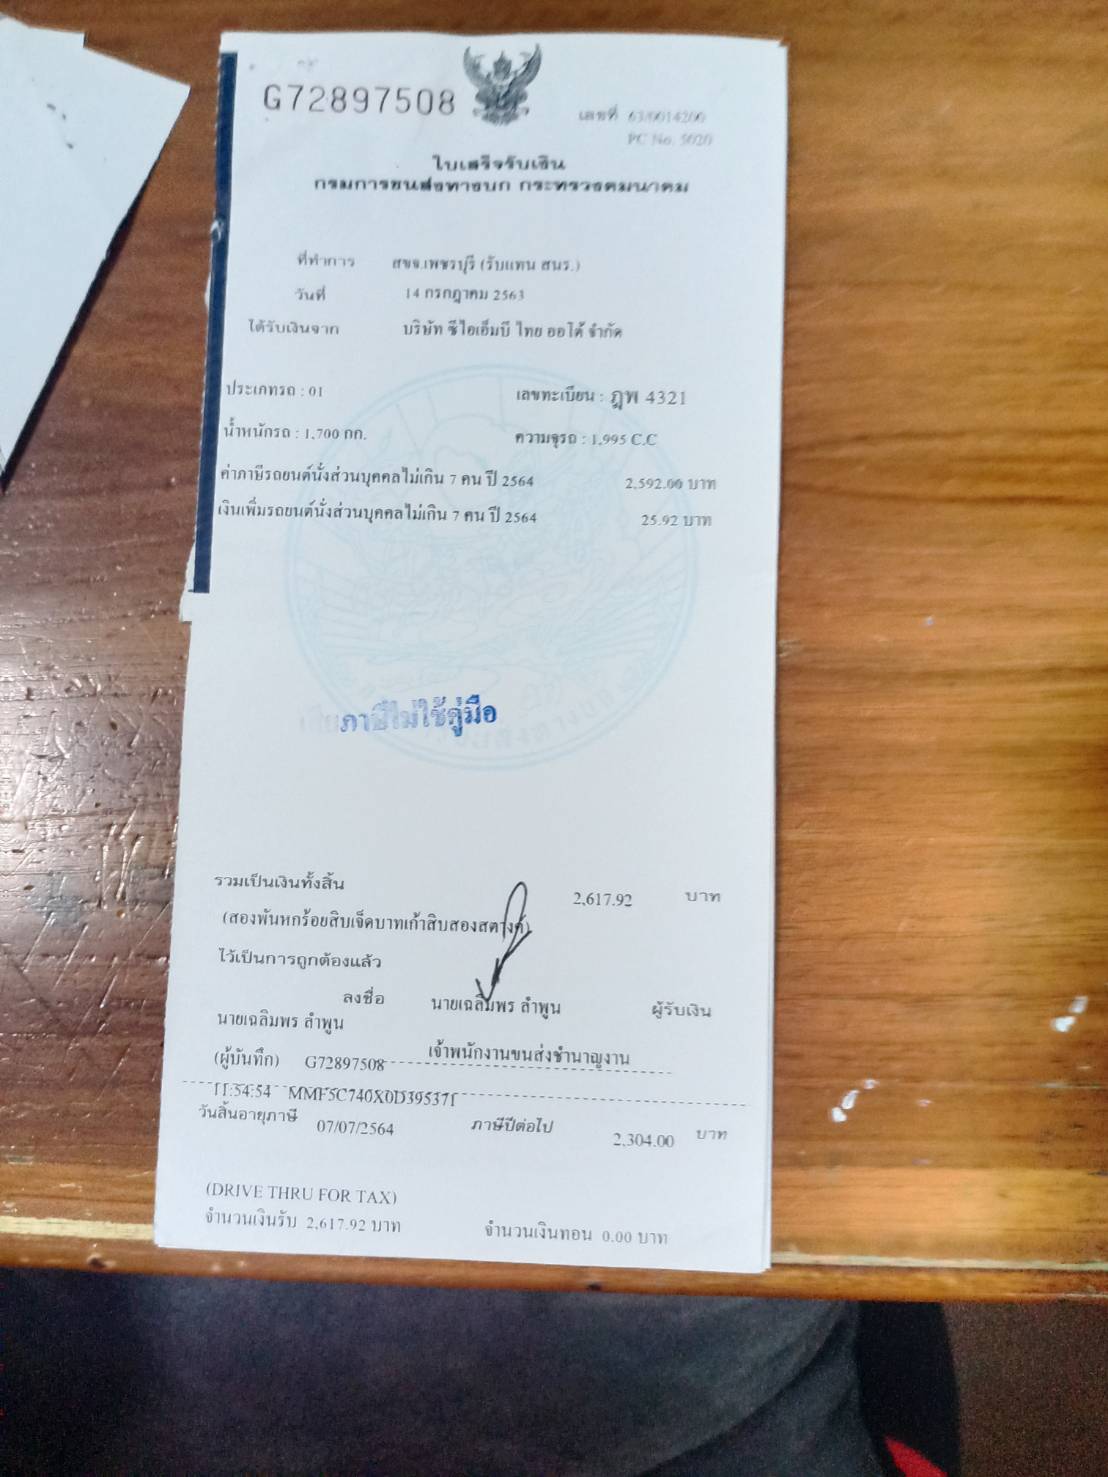 G72897508
เลขที่ 63/0014200
PC No. 5020
ใบเสร็จรับเงิน
กรมการขนส่งทางบก กระทรวงคมนาคม
ที่ทำการ สขจ.เพชรบุรี (รับแทน สนร.)
วันที่ 14 กรกฎาคม 2563
ได้รับเงินจาก บริษัท ซีไอเอ็มบี ไทย ออโต้ จำกัด
ประเภทรถ : 01 เลขทะเบียน : ฎพ 4321
น้ำหนักรถ : 1,700 กก. ความจุรถ : 1,995 C.C
ค่าภาษีรถยนต์นั่งส่วนบุคคลไม่เกิน 7 คน ปี 2564 2,592.00 บาท
เงินเพิ่มรถยนต์นั่งส่วนบุคคลไม่เกิน 7 คน ปี 2564 25.92 บาท
ภาษีไม่ใช้คู่มือ
รวมเป็นเงินทั้งสิ้น 2,617.92 บาท
(สองพันหกร้อยสิบเจ็ดบาทเก้าสิบสองสตางค์)
ไว้เป็นการถูกต้องแล้ว
ลงชื่อ นายเฉลิมพร ลำพูน ผู้รับเงิน
นายเฉลิมพร ลำพูน
(ผู้บันทึก) G72897508 เจ้าพนักงานขนส่งชำนาญงาน
11:54:54 MMF5C740X0D395371
วันสิ้นอายุภาษี 07/07/2564 ภาษีปีต่อไป 2,304.00 บาท
(DRIVE THRU FOR TAX)
จำนวนเงินรับ 2,617.92 บาท จำนวนเงินทอน 0.00 บาท